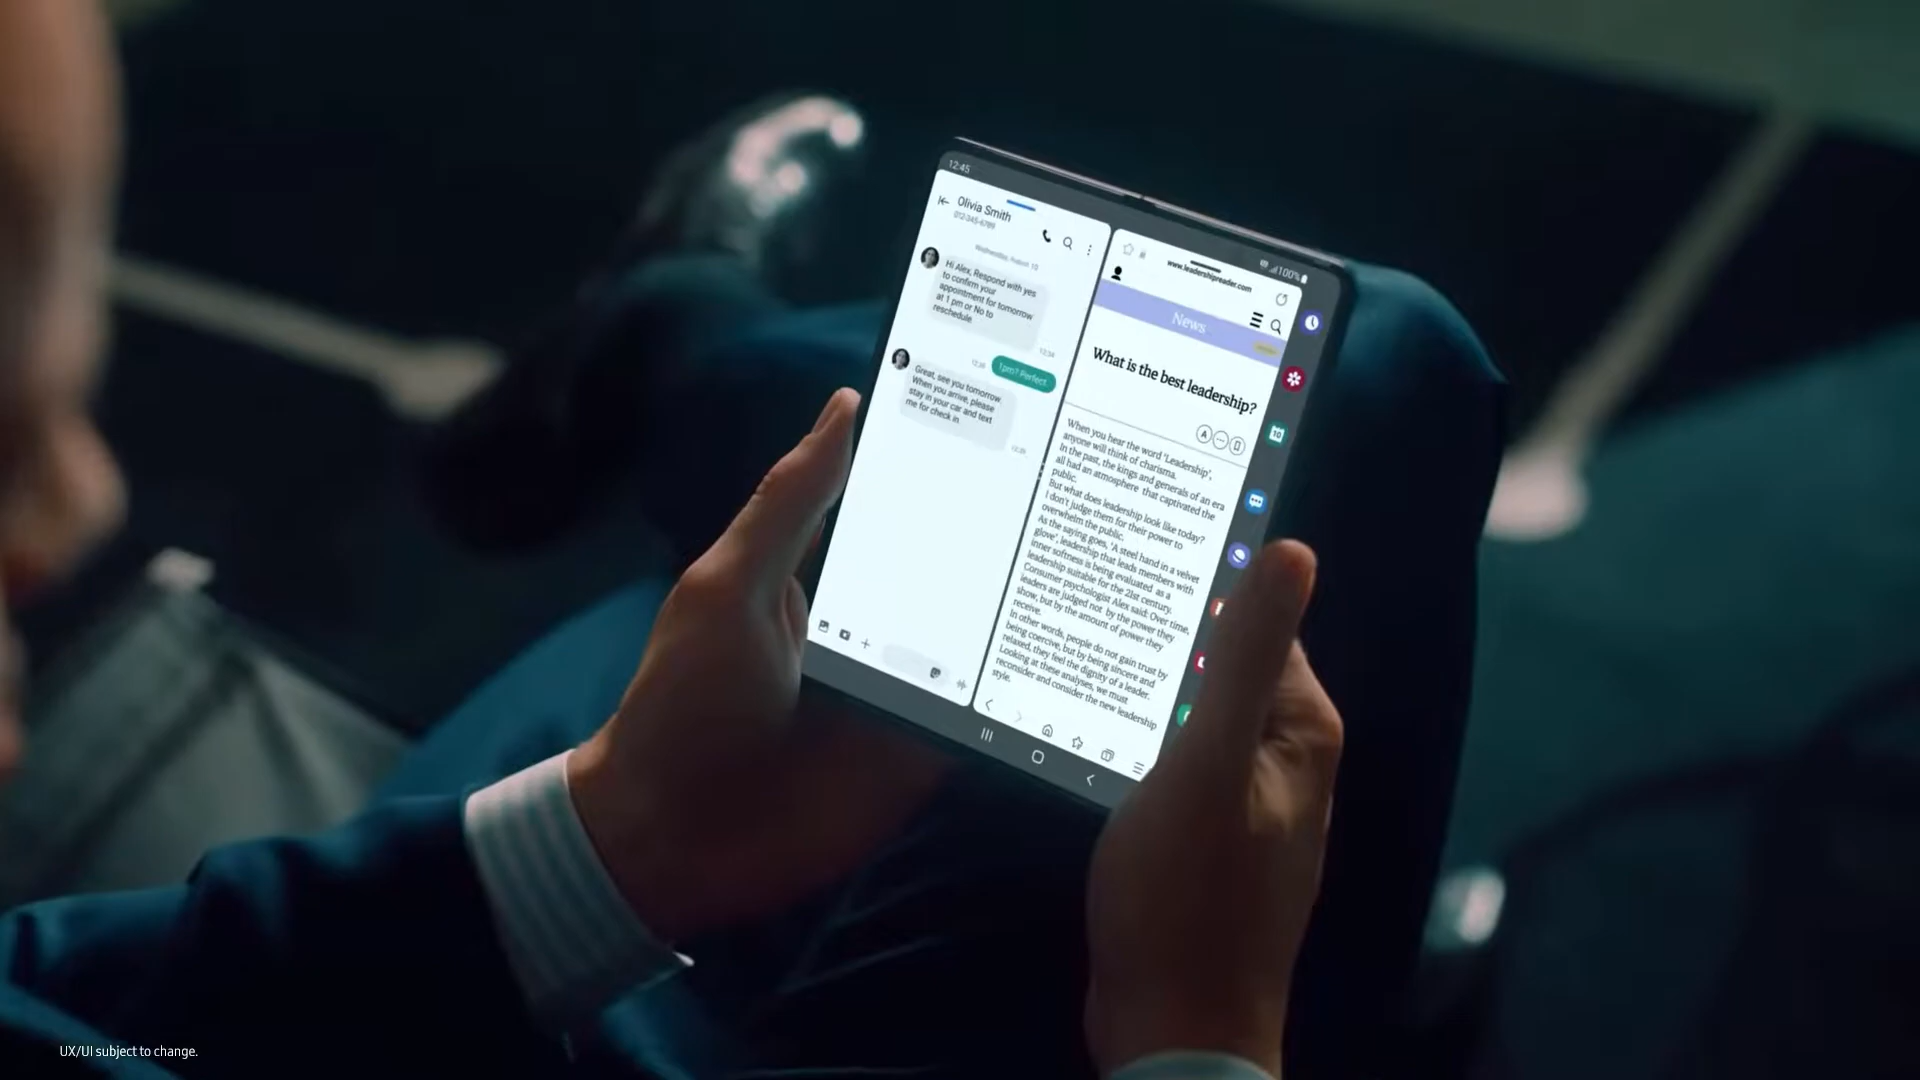 12:45
Olivia Smith
012-345-6789
Wednesday, August 10
Hi Alex, Respond with yes
to confirm your
appointment for tomorrow
at 1 pm or No to
reschedule.
12:34
12:38
1pm? Perfect.
Great, see you tomorrow
When you arrive, please
stay in your car and text
me for check in
12:39
100%
www.leadershipreader.com
News
What is the best leadership?
A
When you hear the word 'Leadership',
anyone will think of charisma.
In the past, the kings and generals of an era
all had an atmosphere that captivated the
public.
But what does leadership look like today?
I don't judge them for their power to
overwhelm the public.
As the saying goes, 'A steel hand in a velvet
glove', leadership that leads members with
inner softness is being evaluated as a
leadership suitable for the 21st century.
Consumer psychologist Alex said: Over time,
leaders are judged not by the power they
show, but by the amount of power they
receive.
In other words, people do not gain trust by
being coercive, but by being sincere and
relaxed, they feel the dignity of a leader.
Looking at these analyses, we must
reconsider and consider the new leadership
style.
10
UX/UI subject to change.